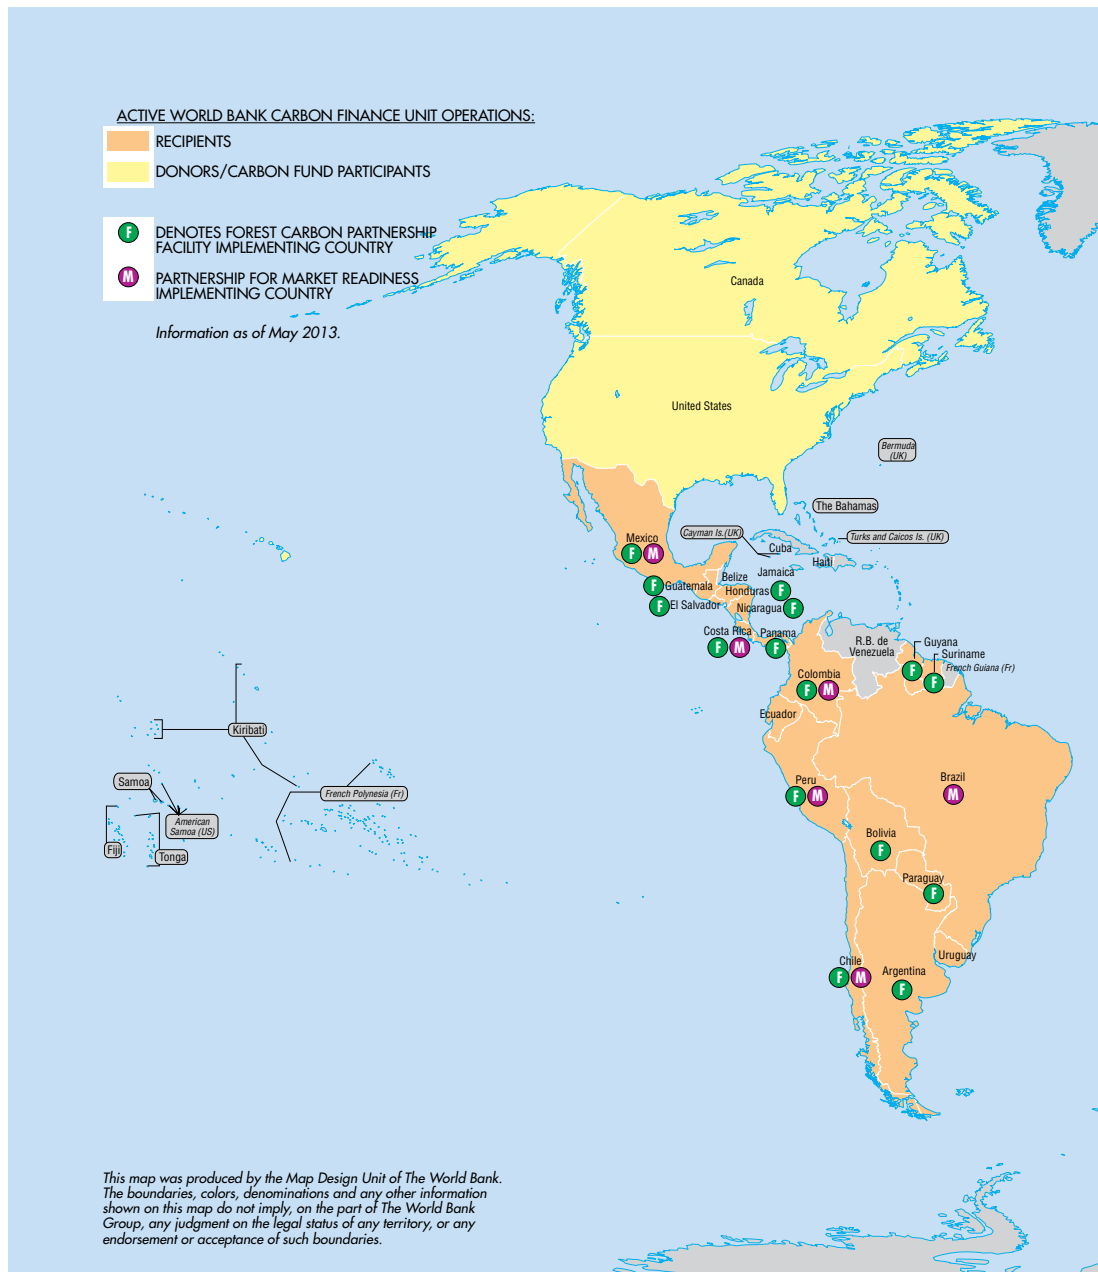 ACTIVE WORLD BANK CARBON FINANCE UNIT OPERATIONS:
RECIPIENTS
DONORS/CARBON FUND PARTICIPANTS
F
DENOTES FOREST CARBON PARTNERSHIP
FACILITY IMPLEMENTING COUNTRY
M
PARTNERSHIP FOR MARKET READINESS
IMPLEMENTING COUNTRY
Information as of May 2013.
Canada
United States
Bermuda
(UK)
The Bahamas
Cayman Is.(UK)
Turks and Caicos Is. (UK)
Mexico
F M
Cuba
Haiti
Jamaica
Belize
F Guatemala
Honduras F
F El Salvador
Nicaragua F
Costa Rica
F M
Panama
F
R.B. de
Venezuela
Guyana
F
Suriname
F
French Guiana (Fr)
Colombia
F M
Ecuador
Kiribati
Samoa
French Polynesia (Fr)
American
Samoa (US)
Fiji
Tonga
Peru
F M
Brazil
M
Bolivia
F
Paraguay
F
Uruguay
Chile
F M
Argentina
F
This map was produced by the Map Design Unit of The World Bank.
The boundaries, colors, denominations and any other information
shown on this map do not imply, on the part of The World Bank
Group, any judgment on the legal status of any territory, or any
endorsement or acceptance of such boundaries.